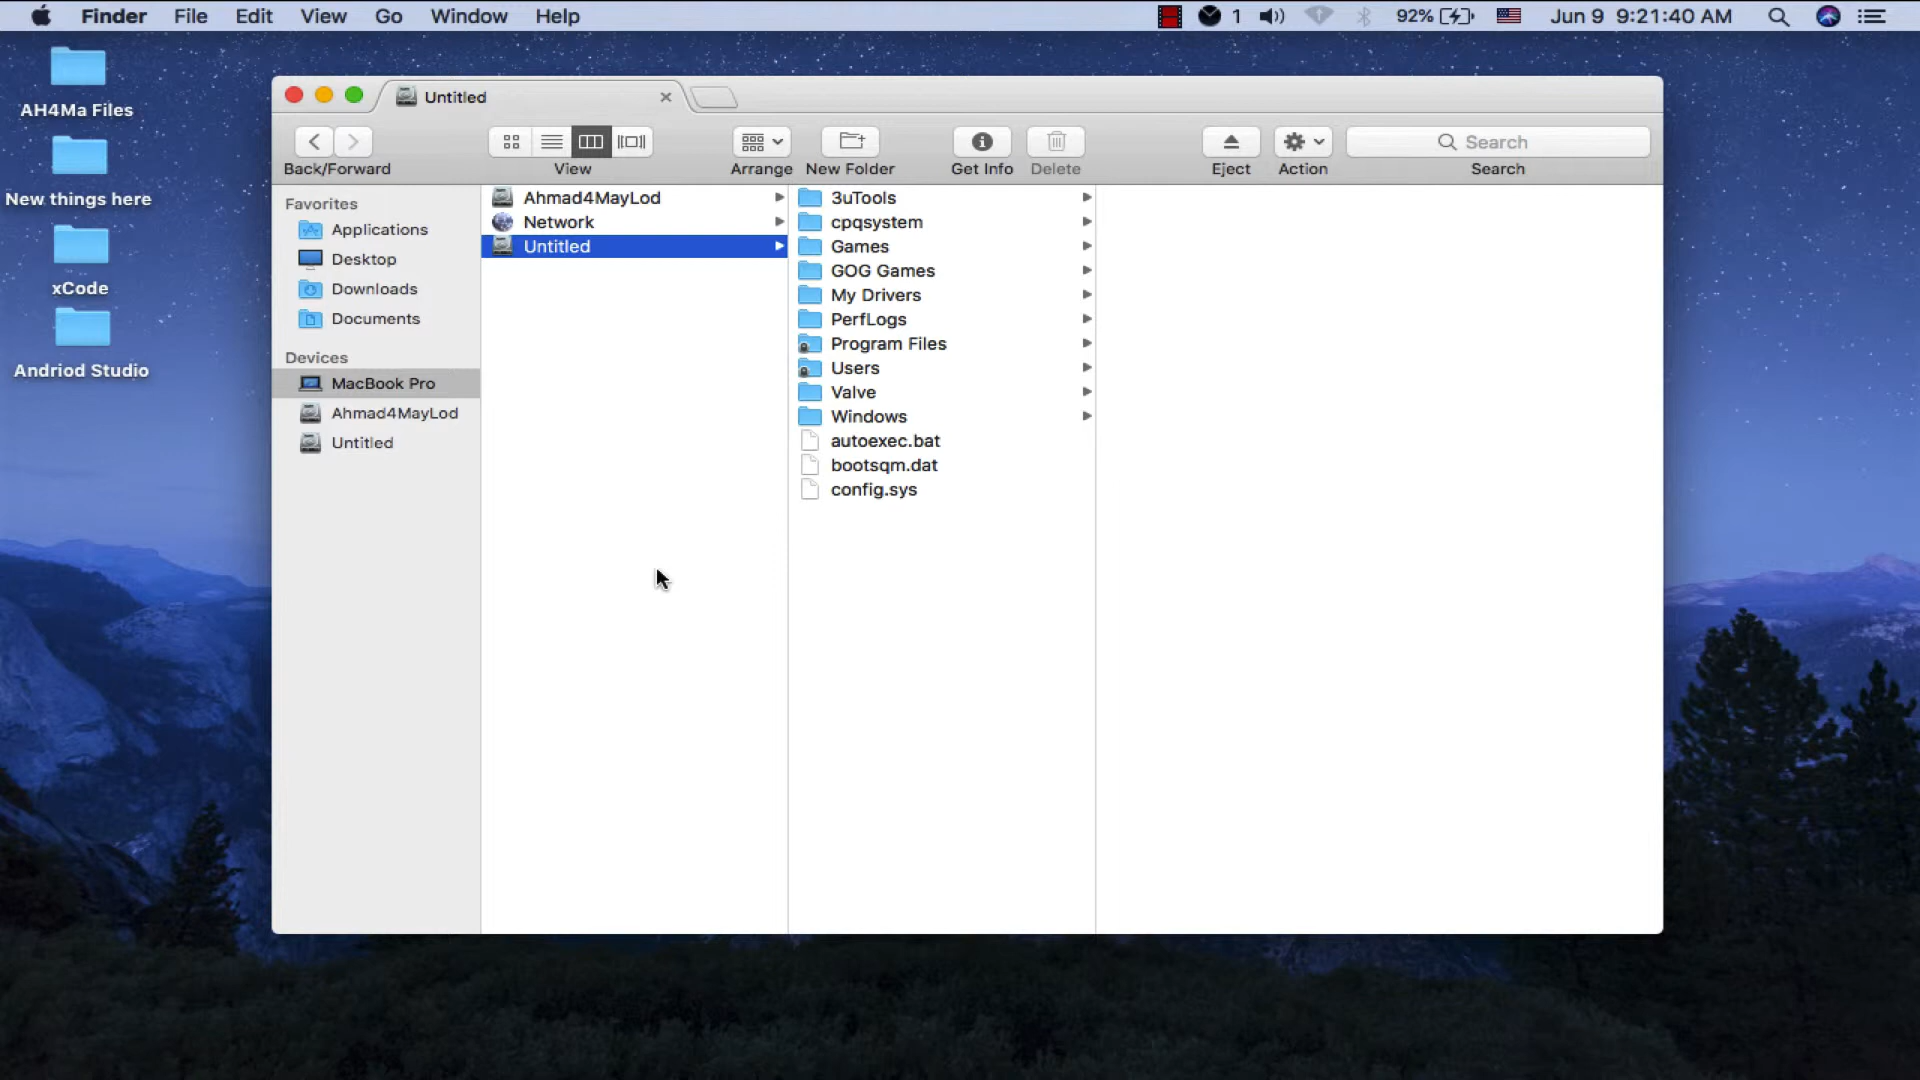 Finder File Edit View Go Window Help 1 92% Jun 9 9:21:40 AM
AH4Ma Files
New things here
xCode
Andriod Studio
Untitled
Search
Back/Forward View Arrange New Folder Get Info Delete Eject Action Search
Favorites
Applications
Desktop
Downloads
Documents
Devices
MacBook Pro
Ahmad4MayLod
Untitled
Ahmad4MayLod
Network
Untitled
3uTools
cpqsystem
Games
GOG Games
My Drivers
PerfLogs
Program Files
Users
Valve
Windows
autoexec.bat
bootsqm.dat
config.sys